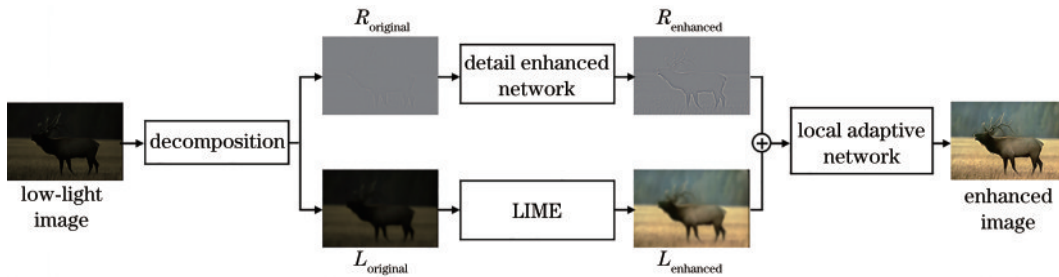 R_original
R_enhanced
detail enhanced
network
low-light
image
decomposition
local adaptive
network
enhanced
image
LIME
L_original
L_enhanced